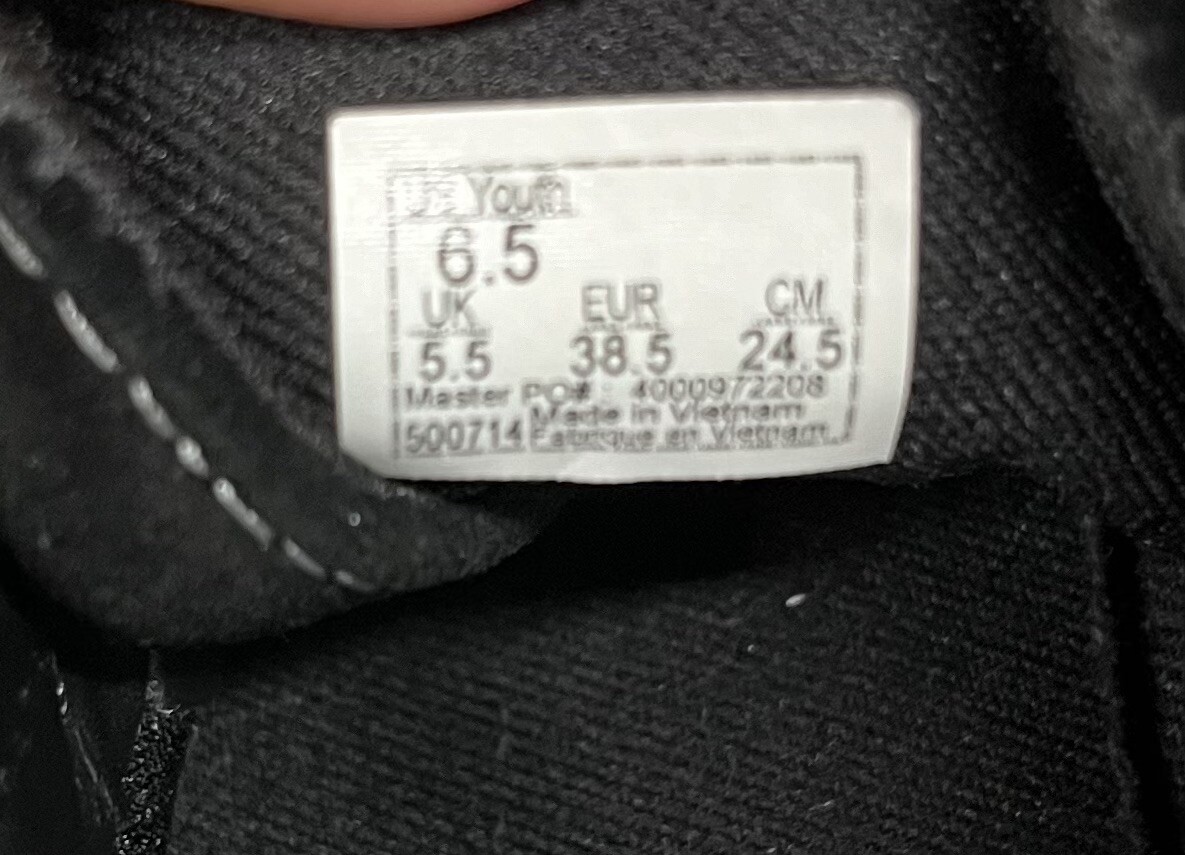 US Youth
6.5
UK EUR CM
5.5 38.5 24.5
Master PO# : 4000972208
Made in Vietnam
500714 Fabrique en Vietnam